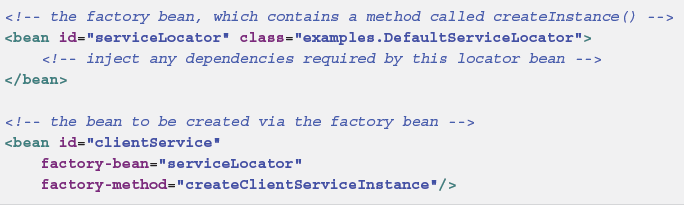 <!-- the factory bean, which contains a method called createInstance() -->
<bean id="serviceLocator" class="examples.DefaultServiceLocator">
<!-- inject any dependencies required by this locator bean -->
</bean>
<!-- the bean to be created via the factory bean -->
<bean id="clientService"
factory-bean="serviceLocator"
factory-method="createClientServiceInstance"/>